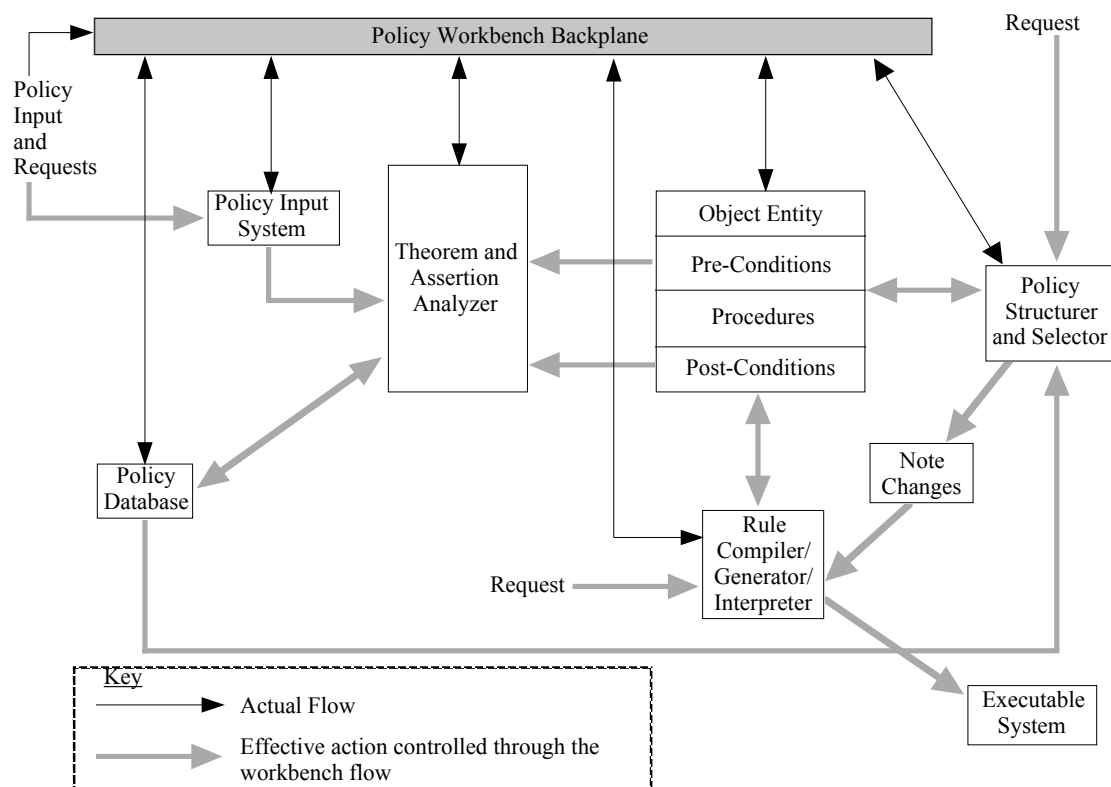 Policy Workbench Backplane
Request
Policy
Input
and
Requests
Policy Input
System
Theorem and
Assertion
Analyzer
Object Entity
Pre-Conditions
Procedures
Post-Conditions
Policy
Structurer
and Selector
Policy
Database
Note
Changes
Rule
Compiler/
Generator/
Interpreter
Request
Executable
System
Key
Actual Flow
Effective action controlled through the
workbench flow